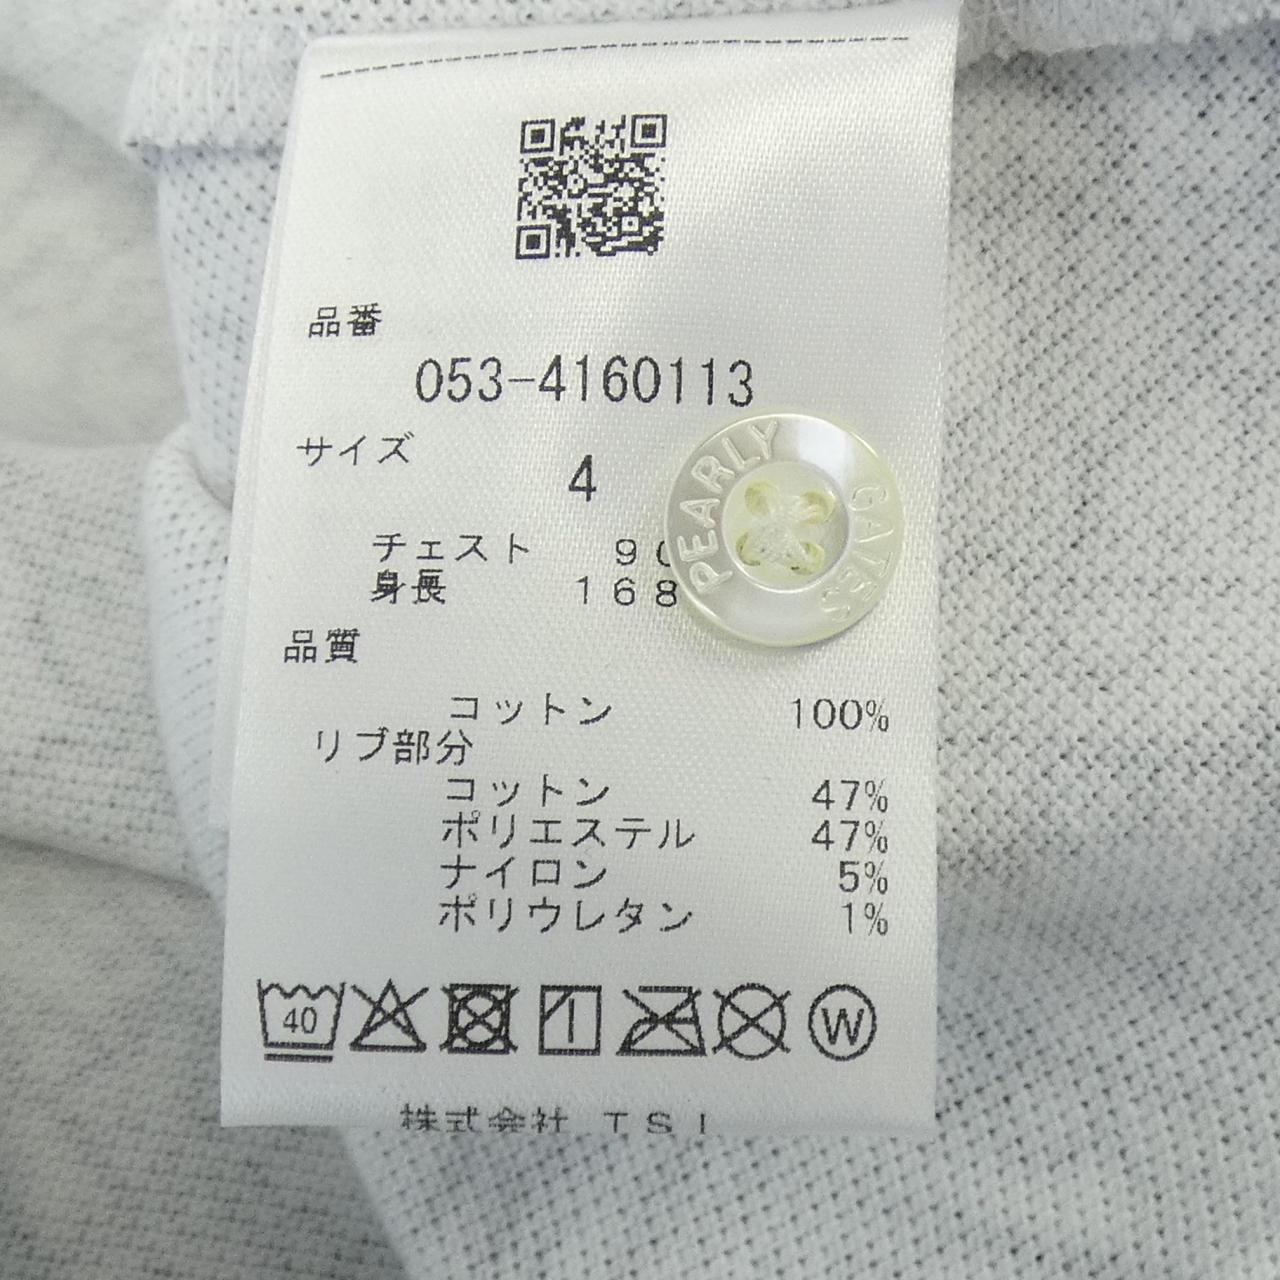 品番
053-4160113
サイズ
4
チェスト 90
身長 168
PEARLY GATES
品質
コットン 100%
リブ部分
コットン 47%
ポリエステル 47%
ナイロン 5%
ポリウレタン 1%
40
W
株式会社 TSI